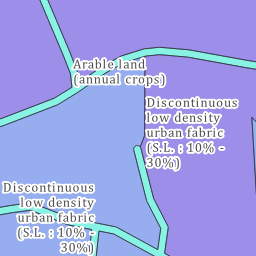 Arable land
(annual crops)
Discontinuous
low density
urban fabric
(S.L. : 10% -
30%)
Discontinuous
low density
urban fabric
(S.L. : 10% -
30%)